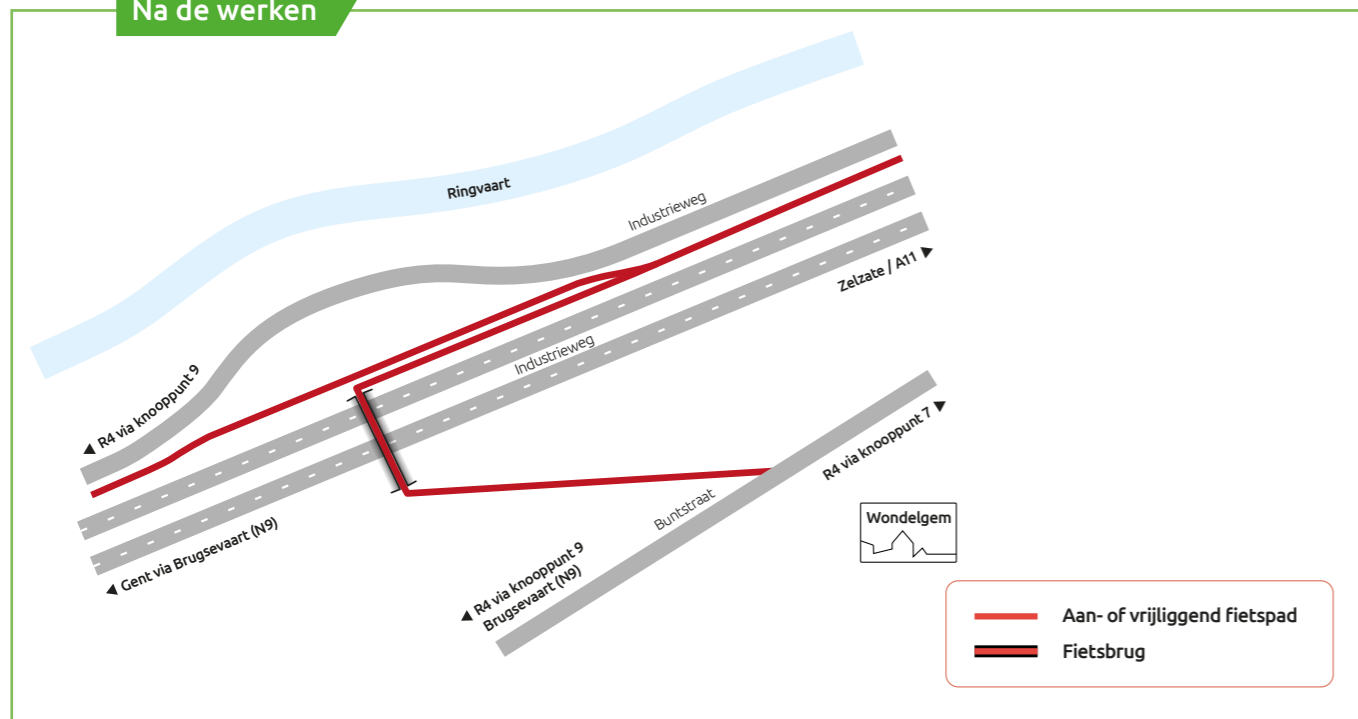 Na de werken
Ringvaart
Industrieweg
Zelzate / A11
Industrieweg
R4 via knooppunt 9
Gent via Brugsevaart (N9)
R4 via knooppunt 7
Buntstraat
Wondelgem
R4 via knooppunt 9
Brugsevaart (N9)
Aan- of vrijliggend fietspad
Fietsbrug